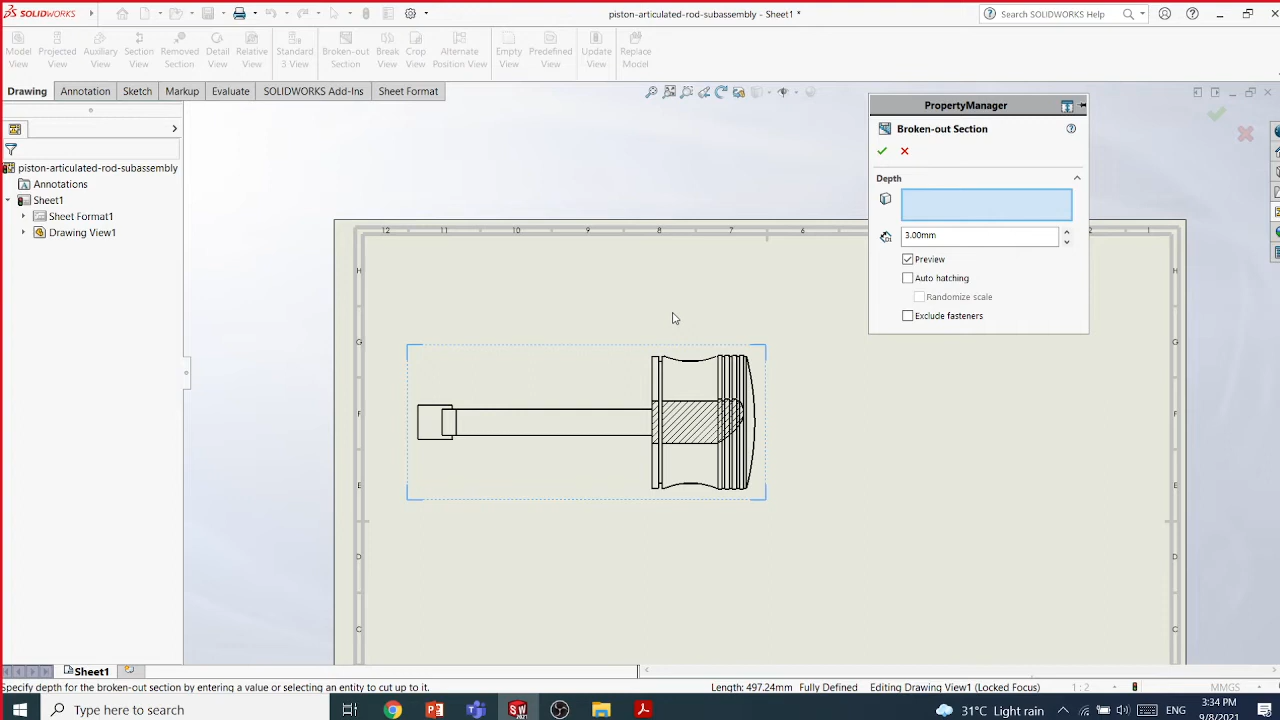 SOLIDWORKS
piston-articulated-rod-subassembly - Sheet1 *
Search SOLIDWORKS Help
Model View
Projected View
Auxiliary View
Section View
Removed Section
Detail View
Relative View
Standard 3 View
Broken-out Section
Break View
Crop View
Alternate Position View
Empty View
Predefined View
Update View
Replace Model
Drawing Annotation Sketch Markup Evaluate SOLIDWORKS Add-Ins Sheet Format
PropertyManager
Broken-out Section
Depth
3.00mm
Preview
Auto hatching
Randomize scale
Exclude fasteners
piston-articulated-rod-subassembly
Annotations
Sheet1
Sheet Format1
Drawing View1
12 11 10 9 8 7 6 2 1
H H
G G
F F
E E
D D
C C
Sheet1
Specify depth for the broken-out section by entering a value or selecting an entity to cut up to it.
Length: 497.24mm Fully Defined Editing Drawing View1 (Locked Focus) 1 : 2 MMGS
Type here to search
31°C Light rain
3:34 PM